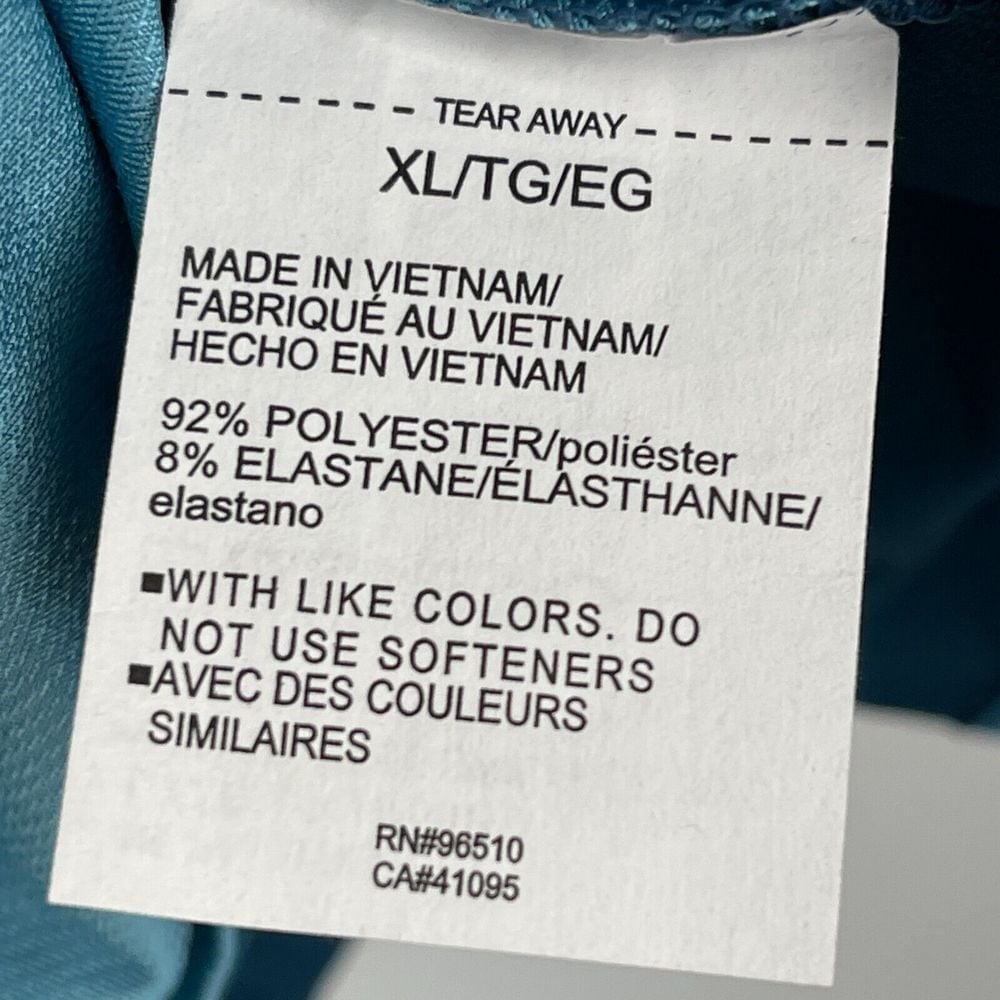 TEAR AWAY
XL/TG/EG
MADE IN VIETNAM/
FABRIQUÉ AU VIETNAM/
HECHO EN VIETNAM
92% POLYESTER/poliéster
8% ELASTANE/ÉLASTHANNE/
elastano
■WITH LIKE COLORS. DO
NOT USE SOFTENERS
■AVEC DES COULEURS
SIMILAIRES
RN#96510
CA#41095